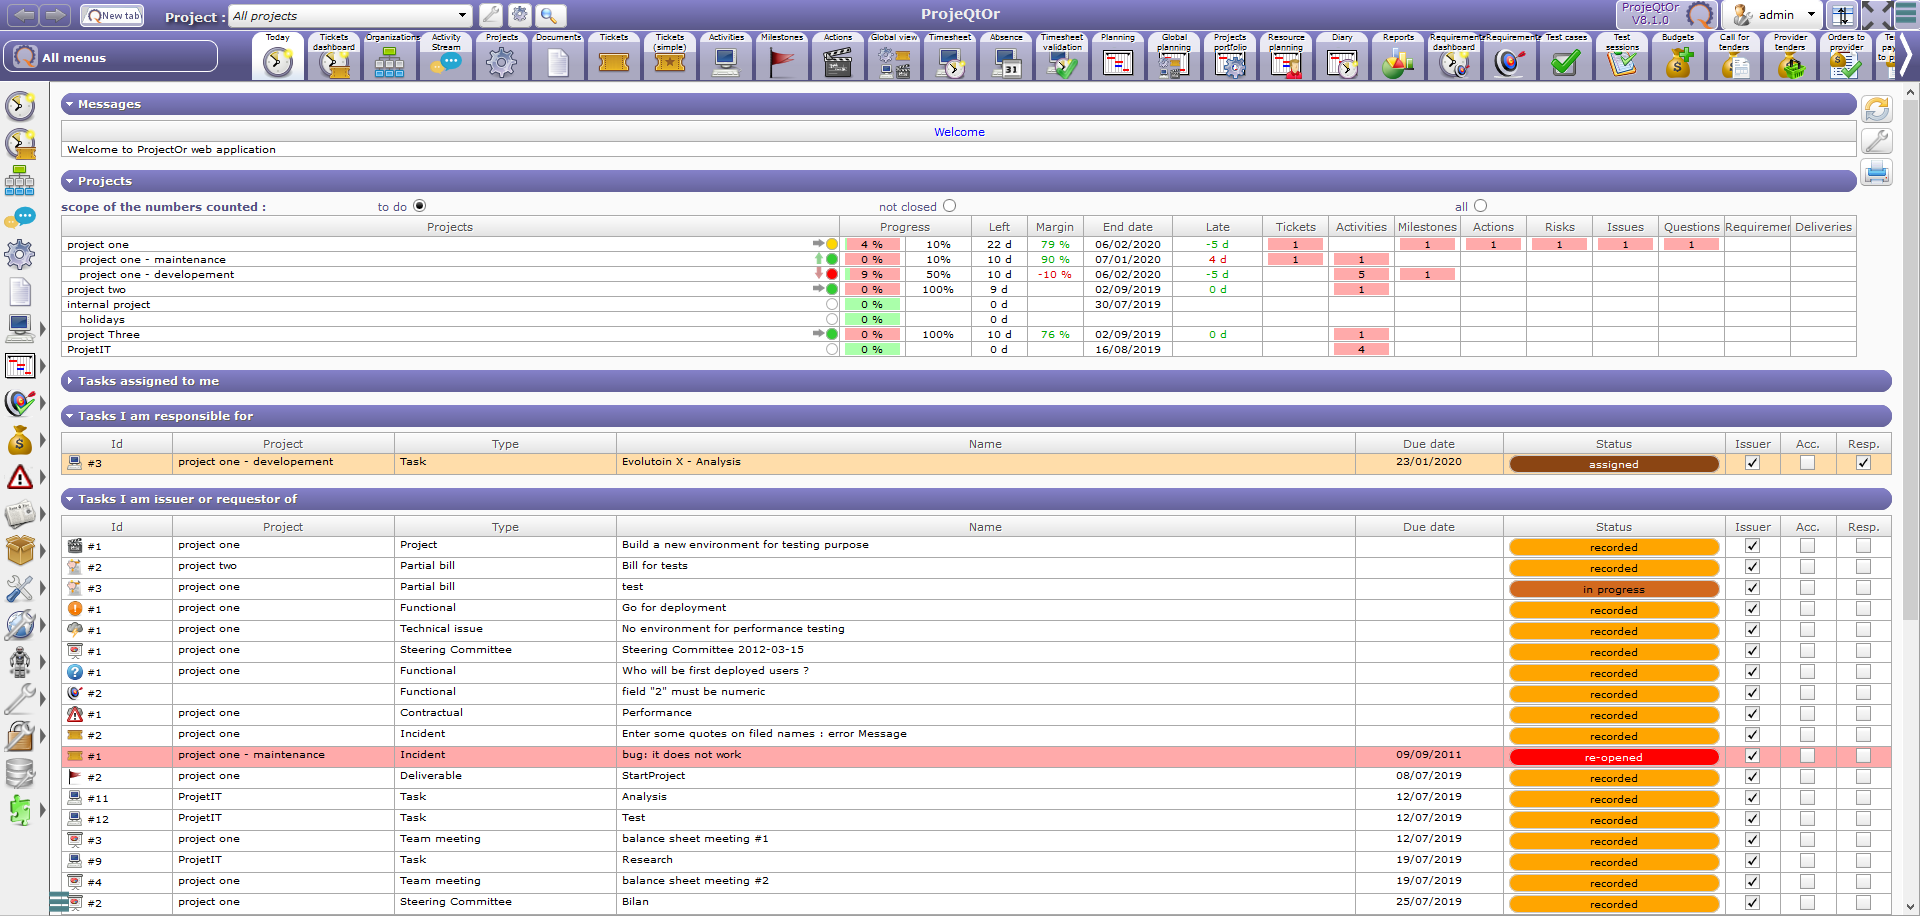 New tab
Project :
All projects
ProjeQtOr
ProjeQtOr
V8.1.0
admin
All menus
Today
Tickets dashboard
Organizations
Activity Stream
Projects
Documents
Tickets
Tickets (simple)
Activities
Milestones
Actions
Global view
Timesheet
Absence
Timesheet validation
Planning
Global planning
Projects portfolio
Resource planning
Diary
Reports
Requirements dashboard
Requirements
Test cases
Test sessions
Budgets
Call for tenders
Provider tenders
Orders to provider
Messages
Welcome
Welcome to ProjectOr web application
Projects
scope of the numbers counted : to do not closed all
Projects Progress Left Margin End date Late Tickets Activities Milestones Actions Risks Issues Questions Requiremer Deliveries
project one 4 % 10% 22 d 79 % 06/02/2020 -5 d 1 1 1 1 1 1
project one - maintenance 0 % 10% 10 d 90 % 07/01/2020 4 d 1 1
project one - developement 9 % 50% 10 d -10 % 06/02/2020 -5 d 5 1
project two 0 % 100% 9 d 02/09/2019 0 d 1
internal project 0 % 0 d 30/07/2019
holidays 0 % 0 d
project Three 0 % 100% 10 d 76 % 02/09/2019 0 d 1
ProjetIT 0 % 0 d 16/08/2019 4
Tasks assigned to me
Tasks I am responsible for
Id Project Type Name Due date Status Issuer Acc. Resp.
#3 project one - developement Task Evolutoin X - Analysis 23/01/2020 assigned
Tasks I am issuer or requestor of
Id Project Type Name Due date Status Issuer Acc. Resp.
#1 project one Project Build a new environment for testing purpose recorded
#2 project two Partial bill Bill for tests recorded
#3 project one Partial bill test in progress
#1 project one Functional Go for deployment recorded
#1 project one Technical issue No environment for performance testing recorded
#1 project one Steering Committee Steering Committee 2012-03-15 recorded
#1 project one Functional Who will be first deployed users ? recorded
#2 Functional field "2" must be numeric recorded
#1 project one Contractual Performance recorded
#2 project one Incident Enter some quotes on filed names : error Message recorded
#1 project one - maintenance Incident bug: it does not work 09/09/2011 re-opened
#2 project one Deliverable StartProject 08/07/2019 recorded
#11 ProjetIT Task Analysis 12/07/2019 recorded
#12 ProjetIT Task Test 12/07/2019 recorded
#3 project one Team meeting balance sheet meeting #1 12/07/2019 recorded
#9 ProjetIT Task Research 19/07/2019 recorded
#4 project one Team meeting balance sheet meeting #2 19/07/2019 recorded
#2 project one Steering Committee Bilan 25/07/2019 recorded